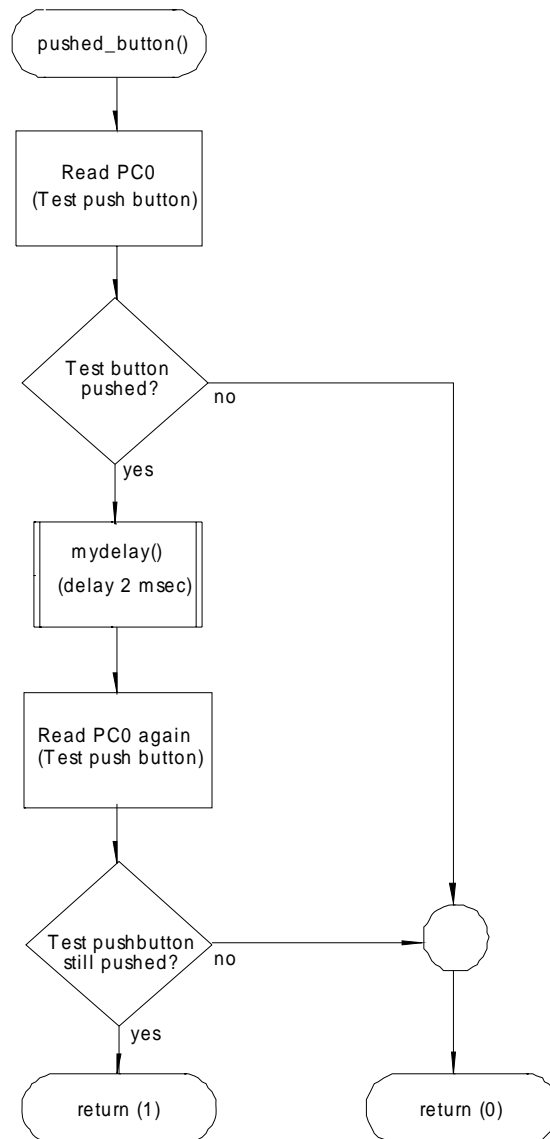 pushed_button()
Read PC0
(Test push button)
Test button
pushed?
no
yes
mydelay()
(delay 2 msec)
Read PC0 again
(Test push button)
Test pushbutton
still pushed?
no
yes
return (1)
return (0)